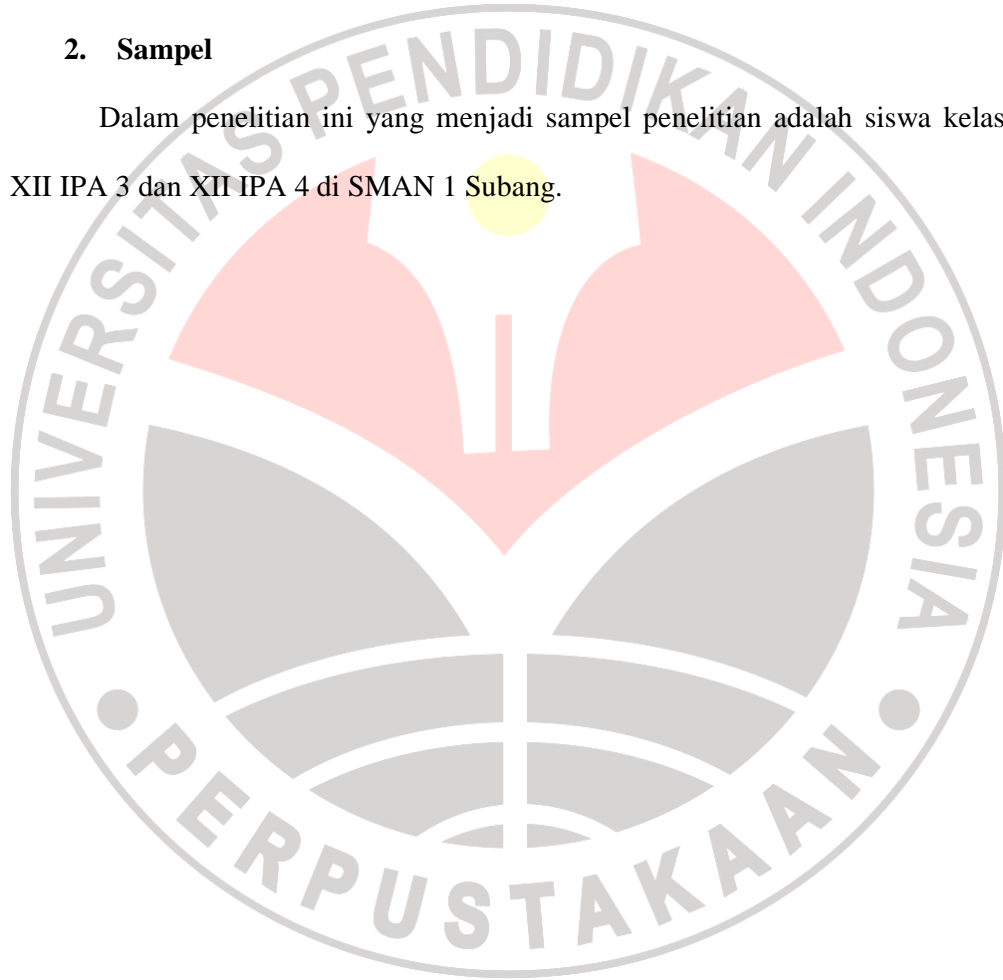 2. Sampel
Dalam penelitian ini yang menjadi sampel penelitian adalah siswa kelas
XII IPA 3 dan XII IPA 4 di SMAN 1 Subang.
UNIVERSITAS PENDIDIKAN INDONESIA
PERPUSTAKAAN